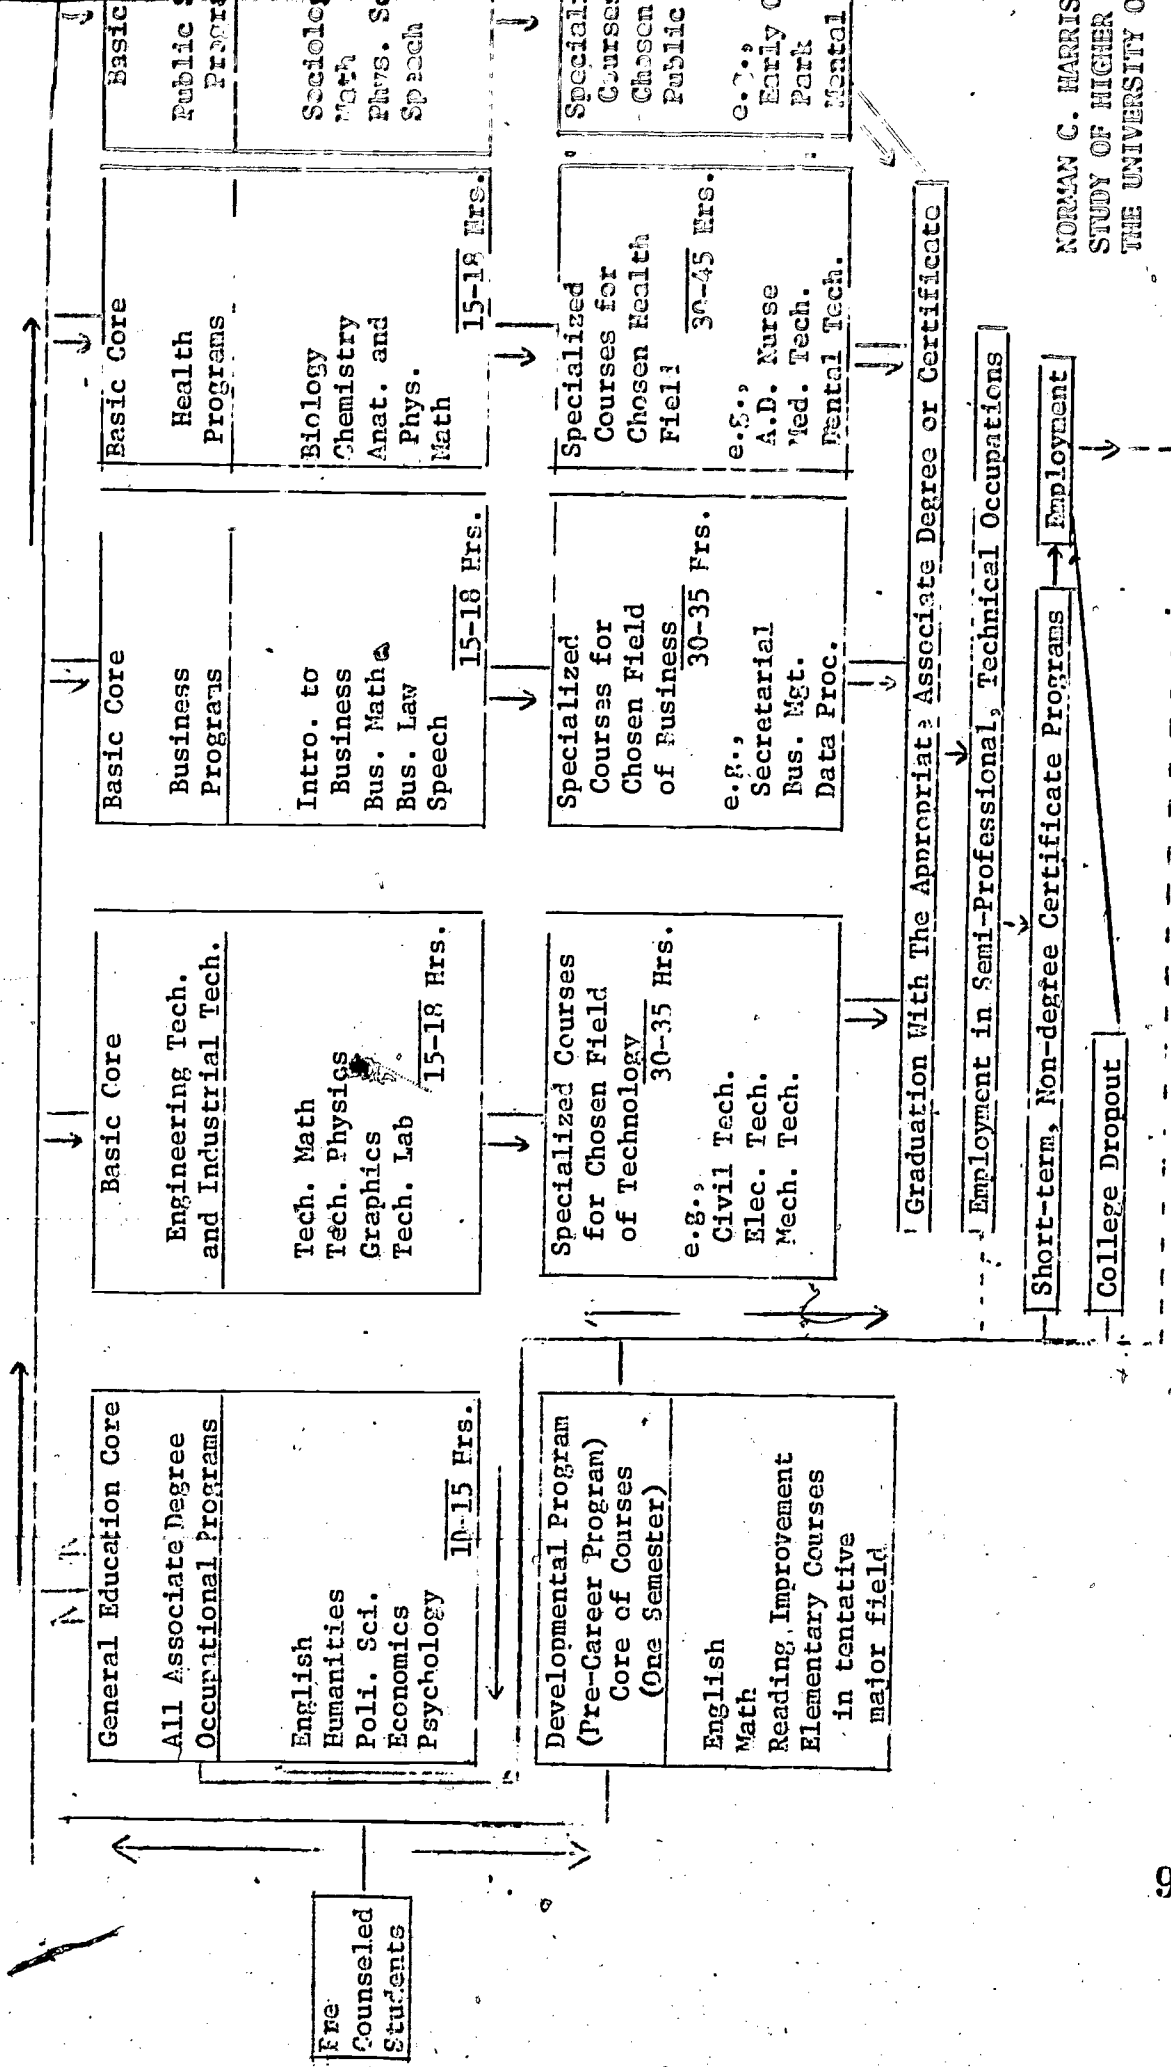 Pre
Counseled
Students
General Education Core
All Associate Degree
Occupational Programs
English
Humanities
Poli. Sci.
Economics
Psychology
10-15 Hrs.
Developmental Program
(Pre-Career Program)
Core of Courses
(One Semester)
English
Math
Reading Improvement
Elementary Courses
in tentative
major field
Basic Core
Engineering Tech.
and Industrial Tech.
Tech. Math
Tech. Physics
Graphics
Tech. Lab
15-18 Hrs.
Specialized Courses
for Chosen Field
of Technology
30-35 Hrs.
e.g.,
Civil Tech.
Elec. Tech.
Mech. Tech.
Basic Core
Business
Programs
Intro. to
Business
Bus. Math
Bus. Law
Speech
15-18 Hrs.
Specialized
Courses for
Chosen Field
of Business
30-35 Hrs.
e.g.,
Secretarial
Bus. Mgt.
Data Proc.
Basic Core
Health
Programs
Biology
Chemistry
Anat. and
Phys.
Math
15-18 Hrs.
Specialized
Courses for
Chosen Health
Field
30-45 Hrs.
e.g.,
A.D. Nurse
Med. Tech.
Dental Tech.
Basic
Public
Sociolog
Math
Phys. Sc
Speech
Speciali
Courses
Chosen
Public
e.g.,
Early C
Park
Mental
Graduation With The Appropriate Associate Degree or Certificate
Employment in Semi-Professional, Technical Occupations
Short-term, Non-degree Certificate Programs
Employment
College Dropout
NORMAN C. HARRIS
STUDY OF HIGHER
THE UNIVERSITY O
9